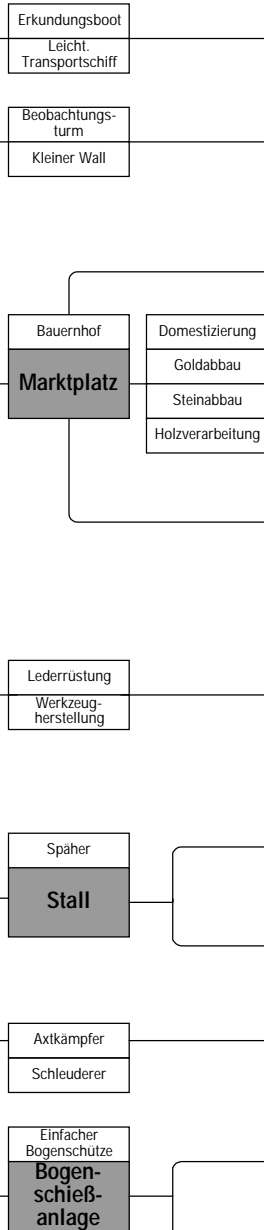 Erkundungsboot
Leicht.
Transportschiff
Beobachtungs-
turm
Kleiner Wall
Bauernhof
Marktplatz
Domestizierung
Goldabbau
Steinabbau
Holzverarbeitung
Lederrüstung
Werkzeug-
herstellung
Späher
Stall
Axtkämpfer
Schleuderer
Einfacher
Bogenschütze
Bogen-
schieß-
anlage